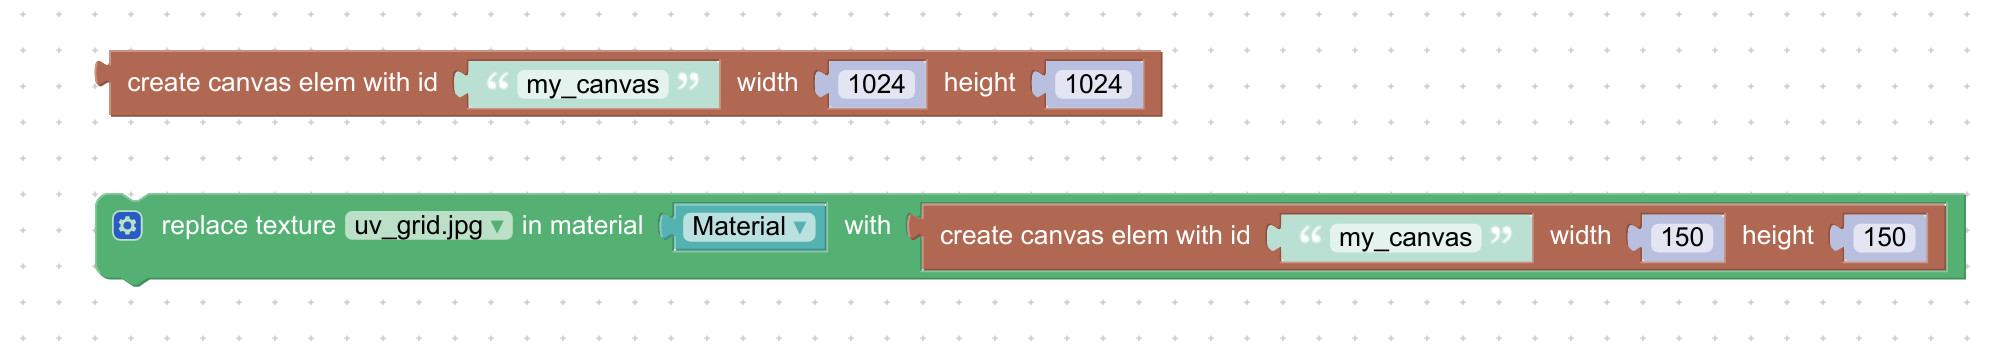 create canvas elem with id “ my_canvas ” width 1024 height 1024
replace texture uv_grid.jpg ▾ in material Material ▾ with create canvas elem with id “ my_canvas ” width 150 height 150